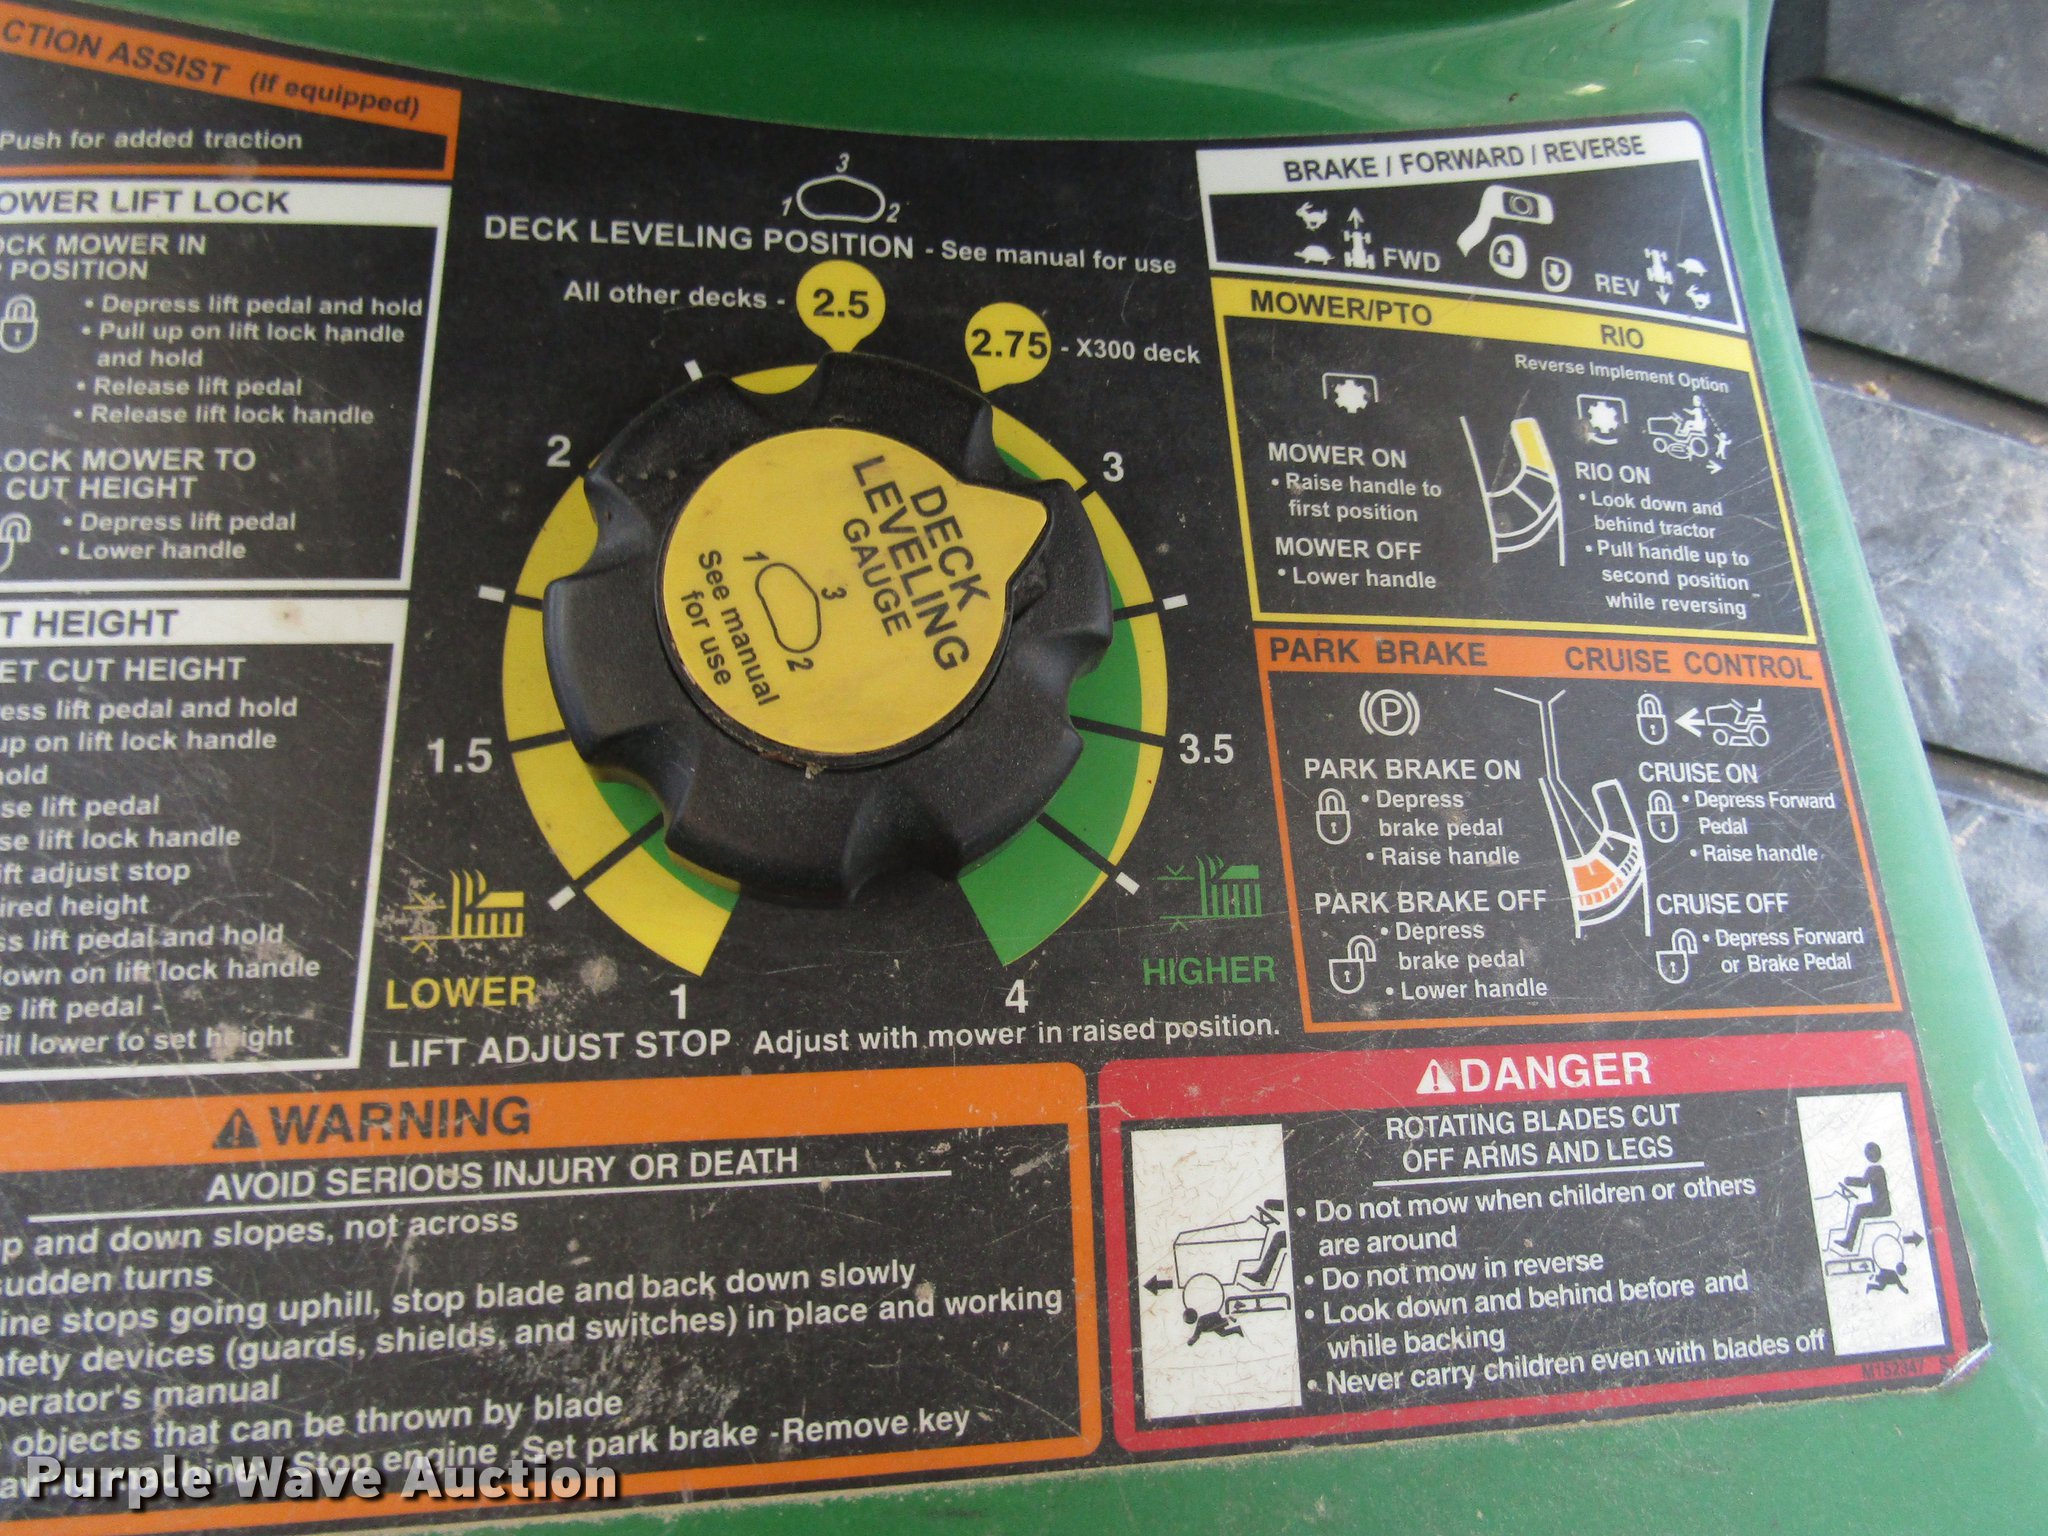 CTION ASSIST (If equipped)
Push for added traction
OWER LIFT LOCK
OCK MOWER IN
POSITION
• Depress lift pedal and hold
• Pull up on lift lock handle
and hold
• Release lift pedal
• Release lift lock handle
LOCK MOWER TO
CUT HEIGHT
• Depress lift pedal
• Lower handle
T HEIGHT
ET CUT HEIGHT
ess lift pedal and hold
up on lift lock handle
hold
se lift pedal
se lift lock handle
ift adjust stop
ired height
ss lift pedal and hold
down on lift lock handle
e lift pedal -
ill lower to set height
3
1 2
DECK LEVELING POSITION - See manual for use
All other decks - 2.5
2.75 - X300 deck
2
3
1.5
3.5
1
4
DECK
LEVELING
GAUGE
1 3 2
See manual
for use
LOWER
HIGHER
LIFT ADJUST STOP Adjust with mower in raised position.
BRAKE / FORWARD / REVERSE
FWD
REV
MOWER/PTO
RIO
Reverse Implement Option
MOWER ON
• Raise handle to
first position
MOWER OFF
• Lower handle
RIO ON
• Look down and
behind tractor
• Pull handle up to
second position
while reversing
PARK BRAKE
CRUISE CONTROL
P
PARK BRAKE ON
• Depress
brake pedal
• Raise handle
PARK BRAKE OFF
• Depress
brake pedal
• Lower handle
CRUISE ON
• Depress Forward
Pedal
• Raise handle
CRUISE OFF
• Depress Forward
or Brake Pedal
WARNING
AVOID SERIOUS INJURY OR DEATH
p and down slopes, not across
sudden turns
ine stops going uphill, stop blade and back down slowly
afety devices (guards, shields, and switches) in place and working
perator's manual
objects that can be thrown by blade
Stop engine -Set park brake -Remove key
DANGER
ROTATING BLADES CUT
OFF ARMS AND LEGS
• Do not mow when children or others
are around
• Do not mow in reverse
• Look down and behind before and
while backing
• Never carry children even with blades off
M152347
Purple Wave Auction